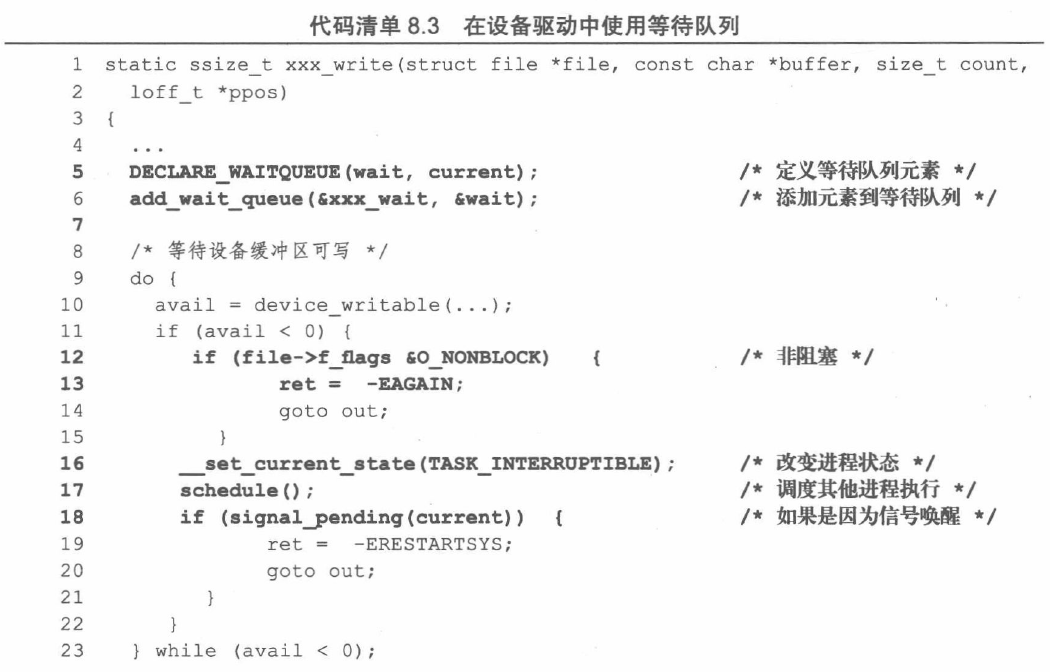 代码清单 8.3 在设备驱动中使用等待队列
1 static ssize_t xxx_write(struct file *file, const char *buffer, size_t count,
2 loff_t *ppos)
3 {
4 ...
5 DECLARE_WAITQUEUE(wait, current); /* 定义等待队列元素 */
6 add_wait_queue(&xxx_wait, &wait); /* 添加元素到等待队列 */
7
8 /* 等待设备缓冲区可写 */
9 do {
10 avail = device_writable(...);
11 if (avail < 0) {
12 if (file->f_flags &O_NONBLOCK) { /* 非阻塞 */
13 ret = -EAGAIN;
14 goto out;
15 }
16 __set_current_state(TASK_INTERRUPTIBLE); /* 改变进程状态 */
17 schedule(); /* 调度其他进程执行 */
18 if (signal_pending(current)) { /* 如果是因为信号唤醒 */
19 ret = -ERESTARTSYS;
20 goto out;
21 }
22 }
23 } while (avail < 0);